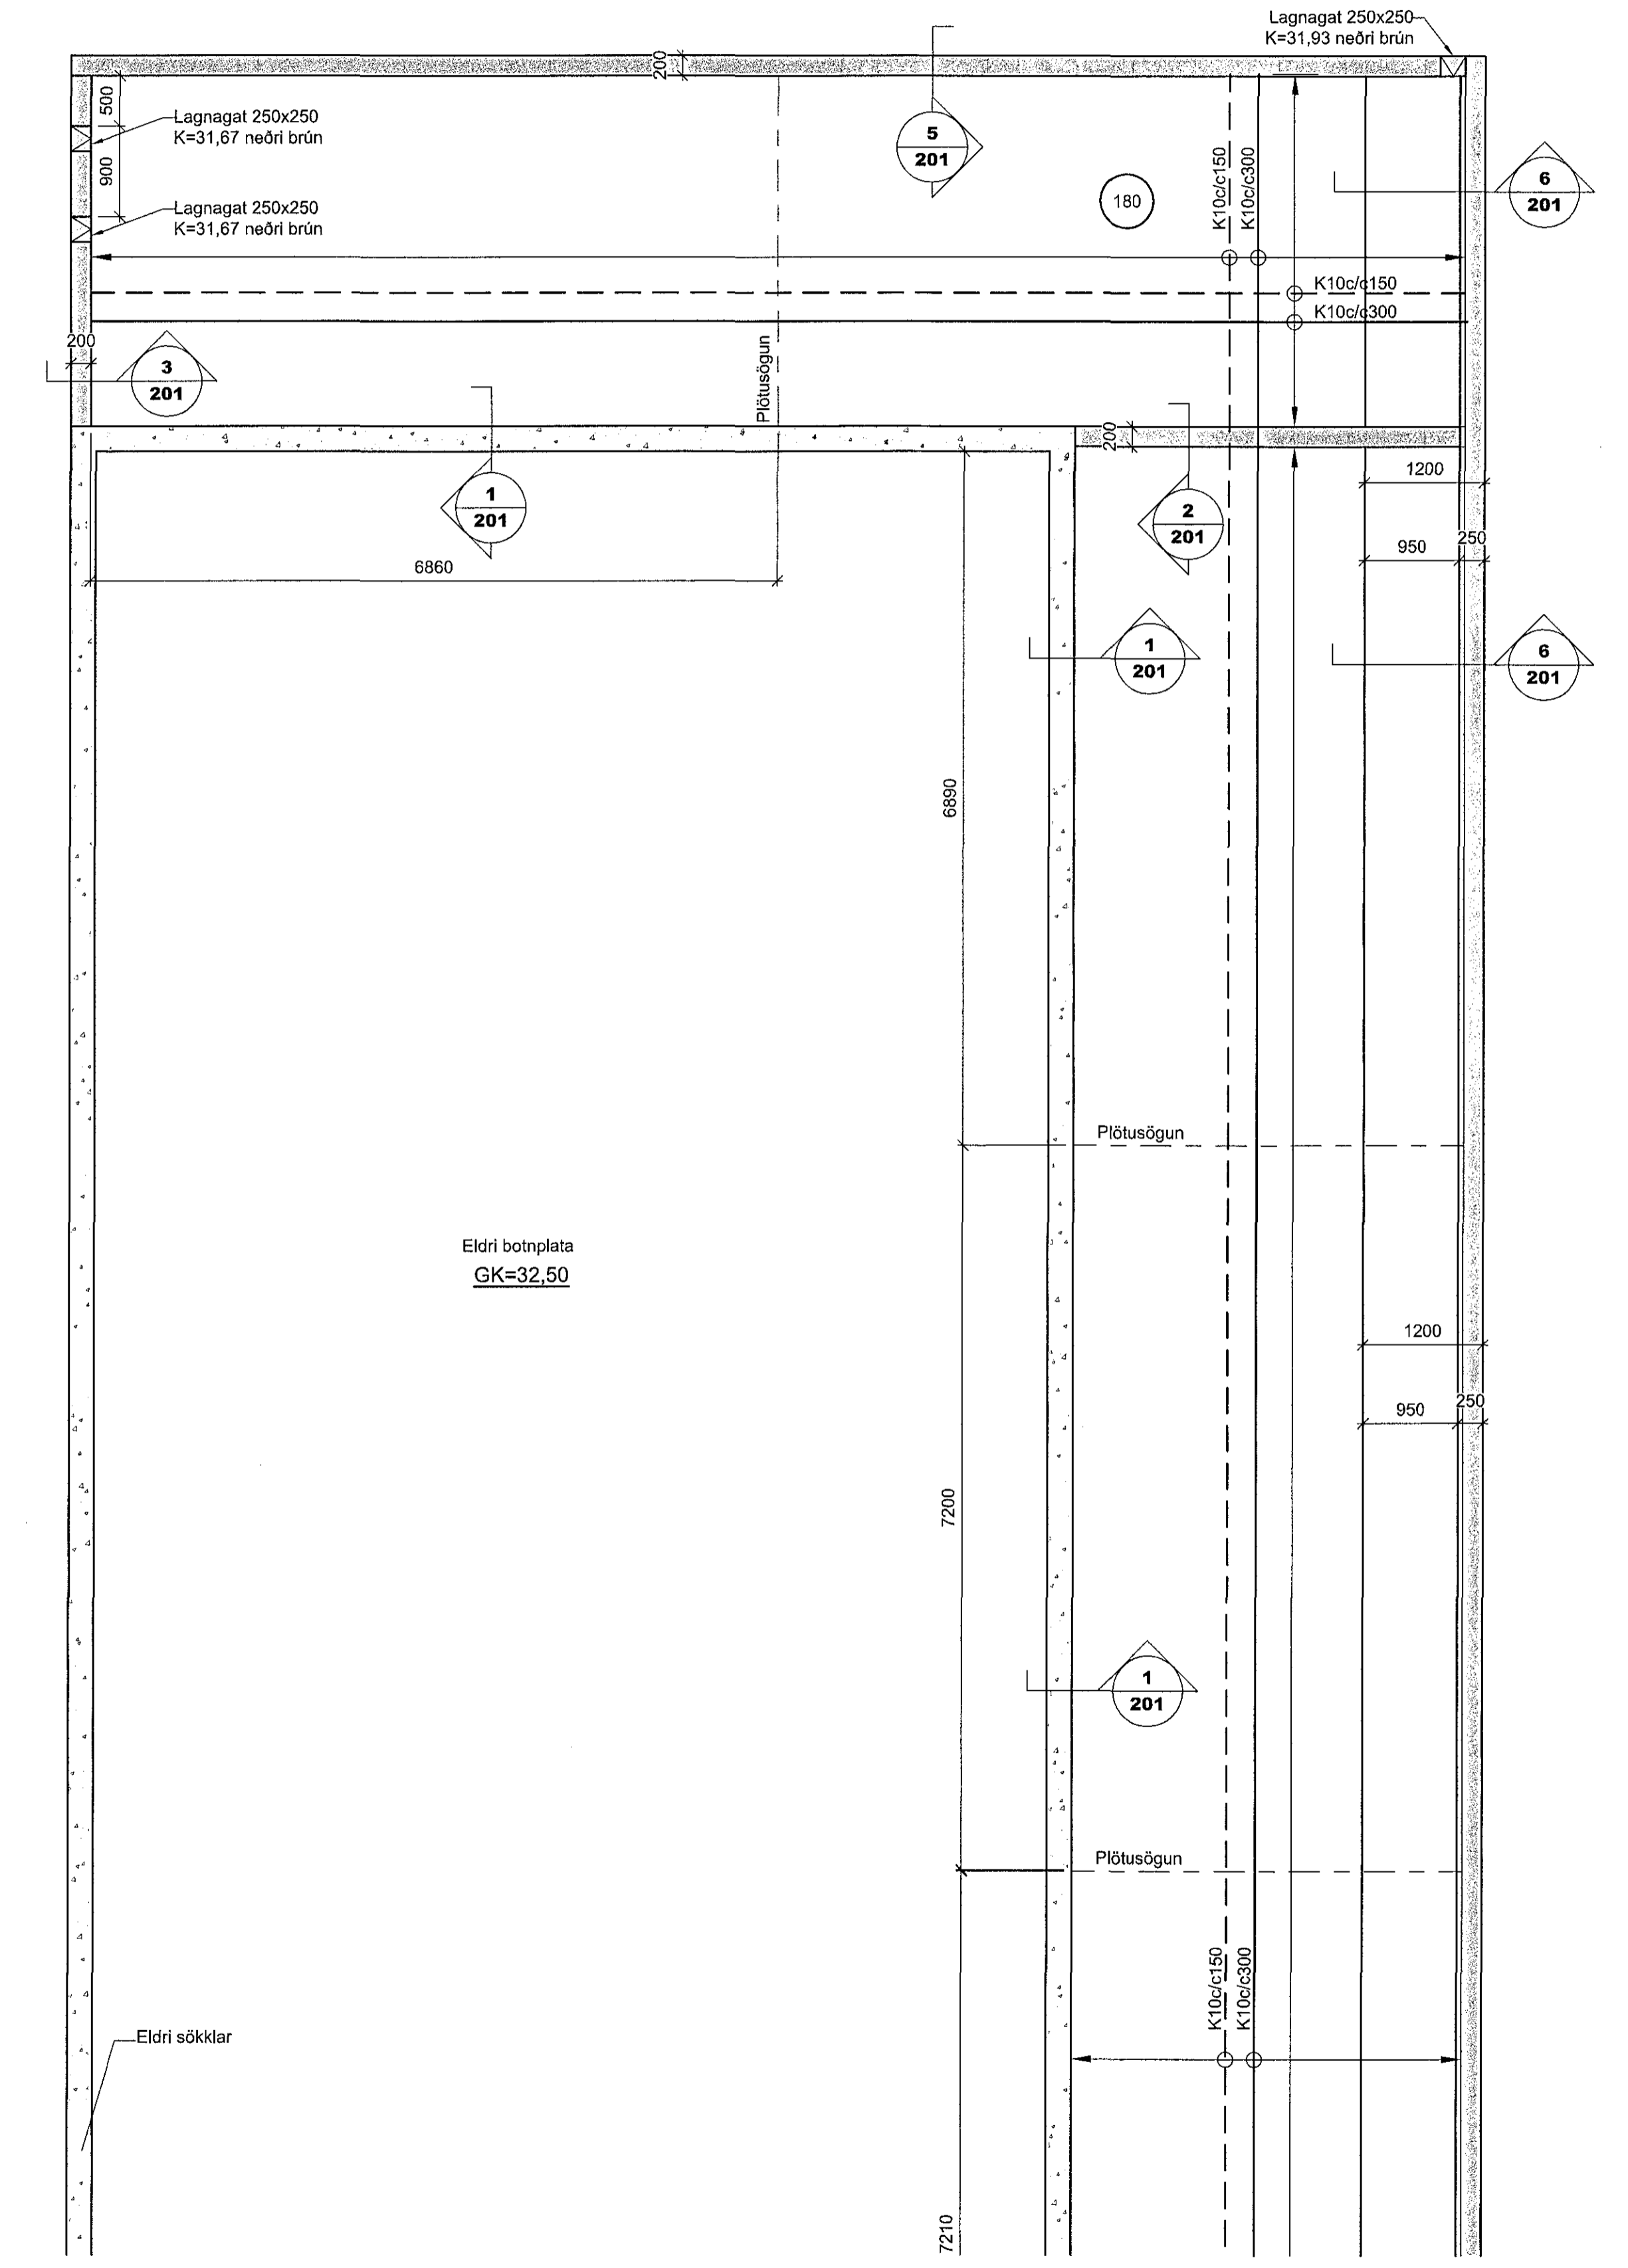 Lagnagat 250x250
K=31,93 neðri brún
200
500
Lagnagat 250x250
K=31,67 neðri brún
900
Lagnagat 250x250
K=31,67 neðri brún
5
201
180
K10c/c150
K10c/c300
6
201
K10c/c150
K10c/c300
200
3
201
Plötusögun
200
1200
1
201
2
201
250
950
6860
1
201
6
201
6890
Plötusögun
Eldri botnplata
GK=32,50
1200
250
950
7200
1
201
Plötusögun
K10c/c150
K10c/c300
Eldri sökklar
7210